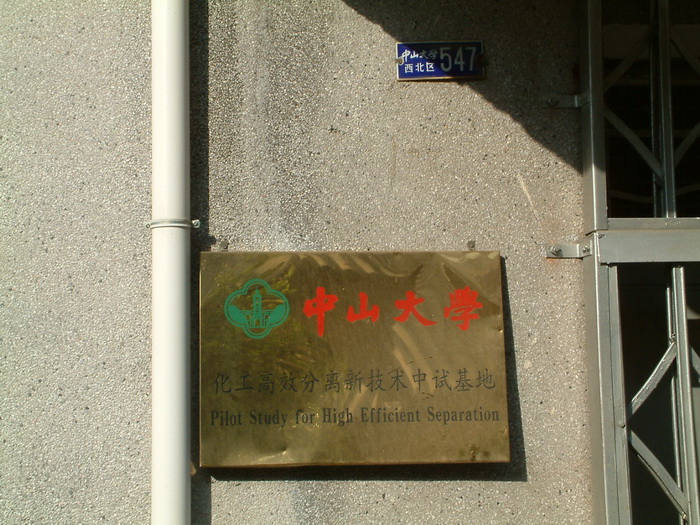 中山大学
西北区 547
中山大學
化工高效分离新技术中试基地
Pilot Study for High Efficient Separation